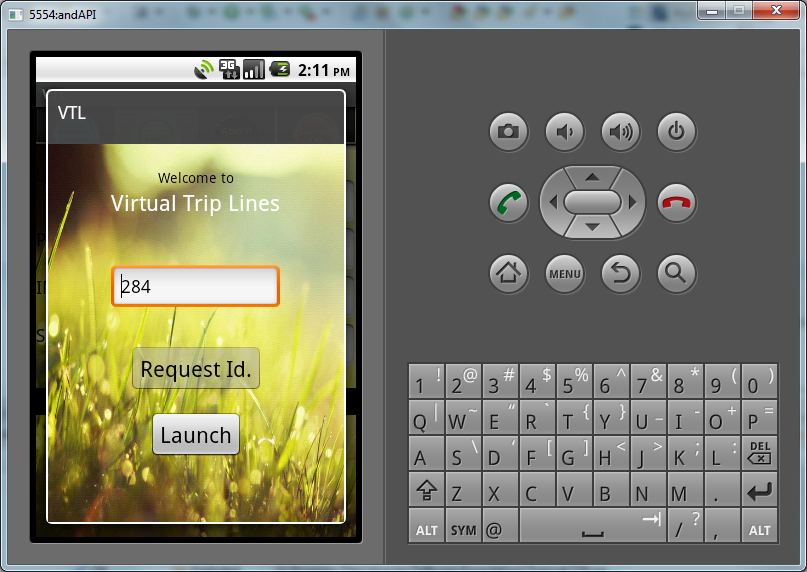 5554:andAPI
3G
2:11 PM
VTL
Welcome to
Virtual Trip Lines
284
Request Id.
Launch
MENU
1 ! 2 @ 3 # 4 $ 5 % 6 ^ 7 & 8 * 9 ( 0 )
Q | W ~ E “ R ` T { Y } U _ I - O + P =
A S \ D ‘ F [ G ] H < J > K ; L : DEL
Z X C V B N M .
ALT SYM @ / ? , ALT